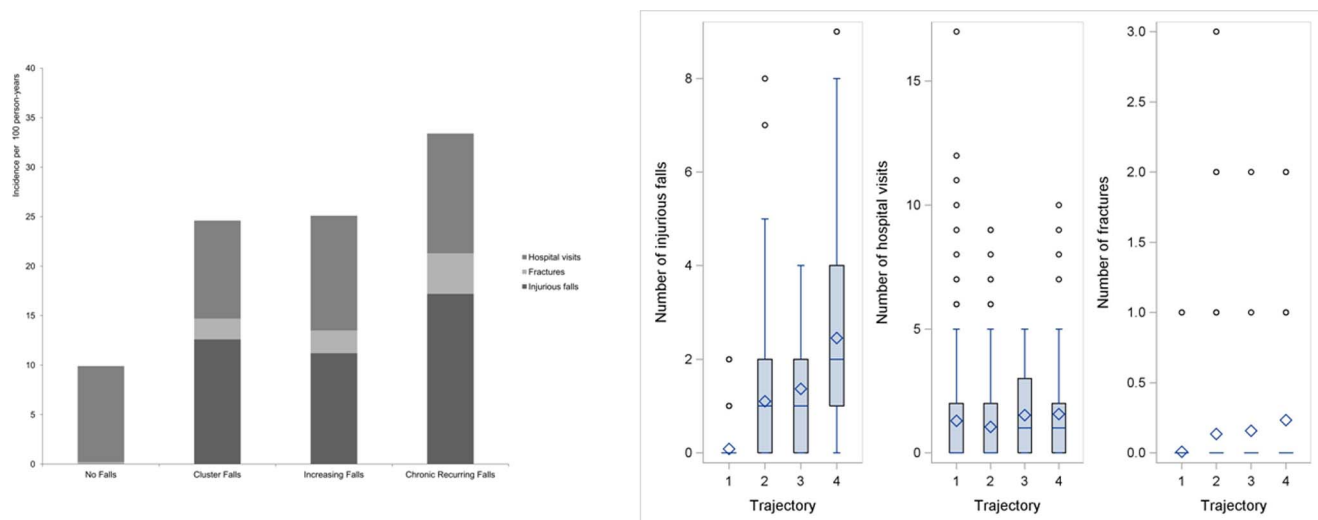 Incidence per 100 person-years
40
35
30
25
20
15
10
5
0
No Falls
Cluster Falls
Increasing Falls
Chronic Recurring Falls
Hospital visits
Fractures
Injurious falls
Number of injurious falls
8
6
4
2
0
1 2 3 4
Trajectory
Number of hospital visits
15
10
5
0
1 2 3 4
Trajectory
Number of fractures
3.0
2.5
2.0
1.5
1.0
0.5
0.0
1 2 3 4
Trajectory